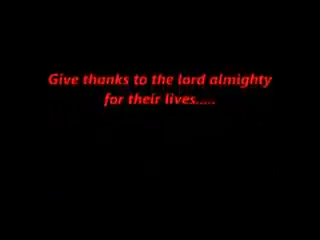 Give thanks to the lord almighty
for their lives.....